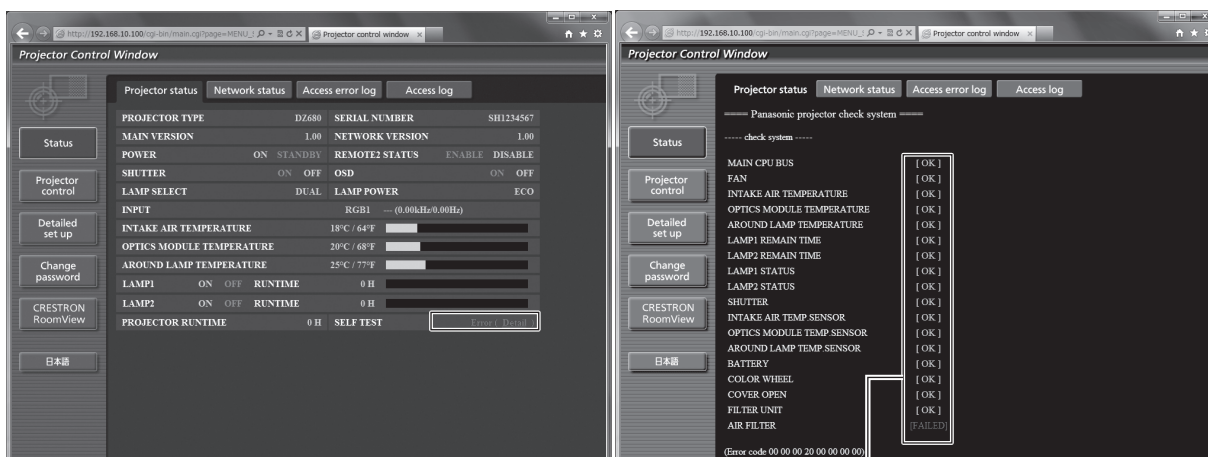 http://192.168.10.100/cgi-bin/main.cgi?page=MENU_S
Projector control window
Projector Control Window
Projector status
Network status
Access error log
Access log
Status
Projector control
Detailed set up
Change password
CRESTRON RoomView
日本語
PROJECTOR TYPE DZ680 SERIAL NUMBER SH1234567
MAIN VERSION 1.00 NETWORK VERSION 1.00
POWER ON STANDBY REMOTE2 STATUS ENABLE DISABLE
SHUTTER ON OFF OSD ON OFF
LAMP SELECT DUAL LAMP POWER ECO
INPUT RGB1 --- (0.00kHz/0.00Hz)
INTAKE AIR TEMPERATURE 18°C / 64°F
OPTICS MODULE TEMPERATURE 20°C / 68°F
AROUND LAMP TEMPERATURE 25°C / 77°F
LAMP1 ON OFF RUNTIME 0 H
LAMP2 ON OFF RUNTIME 0 H
PROJECTOR RUNTIME 0 H SELF TEST Error ( Detail )
http://192.168.10.100/cgi-bin/main.cgi?page=MENU_S
Projector control window
Projector Control Window
Projector status
Network status
Access error log
Access log
Status
Projector control
Detailed set up
Change password
CRESTRON RoomView
日本語
==== Panasonic projector check system ====
----- check system -----
MAIN CPU BUS [ OK ]
FAN [ OK ]
INTAKE AIR TEMPERATURE [ OK ]
OPTICS MODULE TEMPERATURE [ OK ]
AROUND LAMP TEMPERATURE [ OK ]
LAMP1 REMAIN TIME [ OK ]
LAMP2 REMAIN TIME [ OK ]
LAMP1 STATUS [ OK ]
LAMP2 STATUS [ OK ]
SHUTTER [ OK ]
INTAKE AIR TEMP.SENSOR [ OK ]
OPTICS MODULE TEMP.SENSOR [ OK ]
AROUND LAMP TEMP.SENSOR [ OK ]
BATTERY [ OK ]
COLOR WHEEL [ OK ]
COVER OPEN [ OK ]
FILTER UNIT [ OK ]
AIR FILTER [FAILED]
(Error code 00 00 00 20 00 00 00 00)